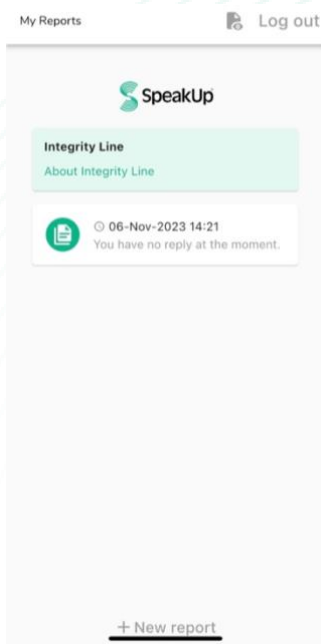 My Reports
Log out
SpeakUp
Integrity Line
About Integrity Line
06-Nov-2023 14:21
You have no reply at the moment.
+ New report